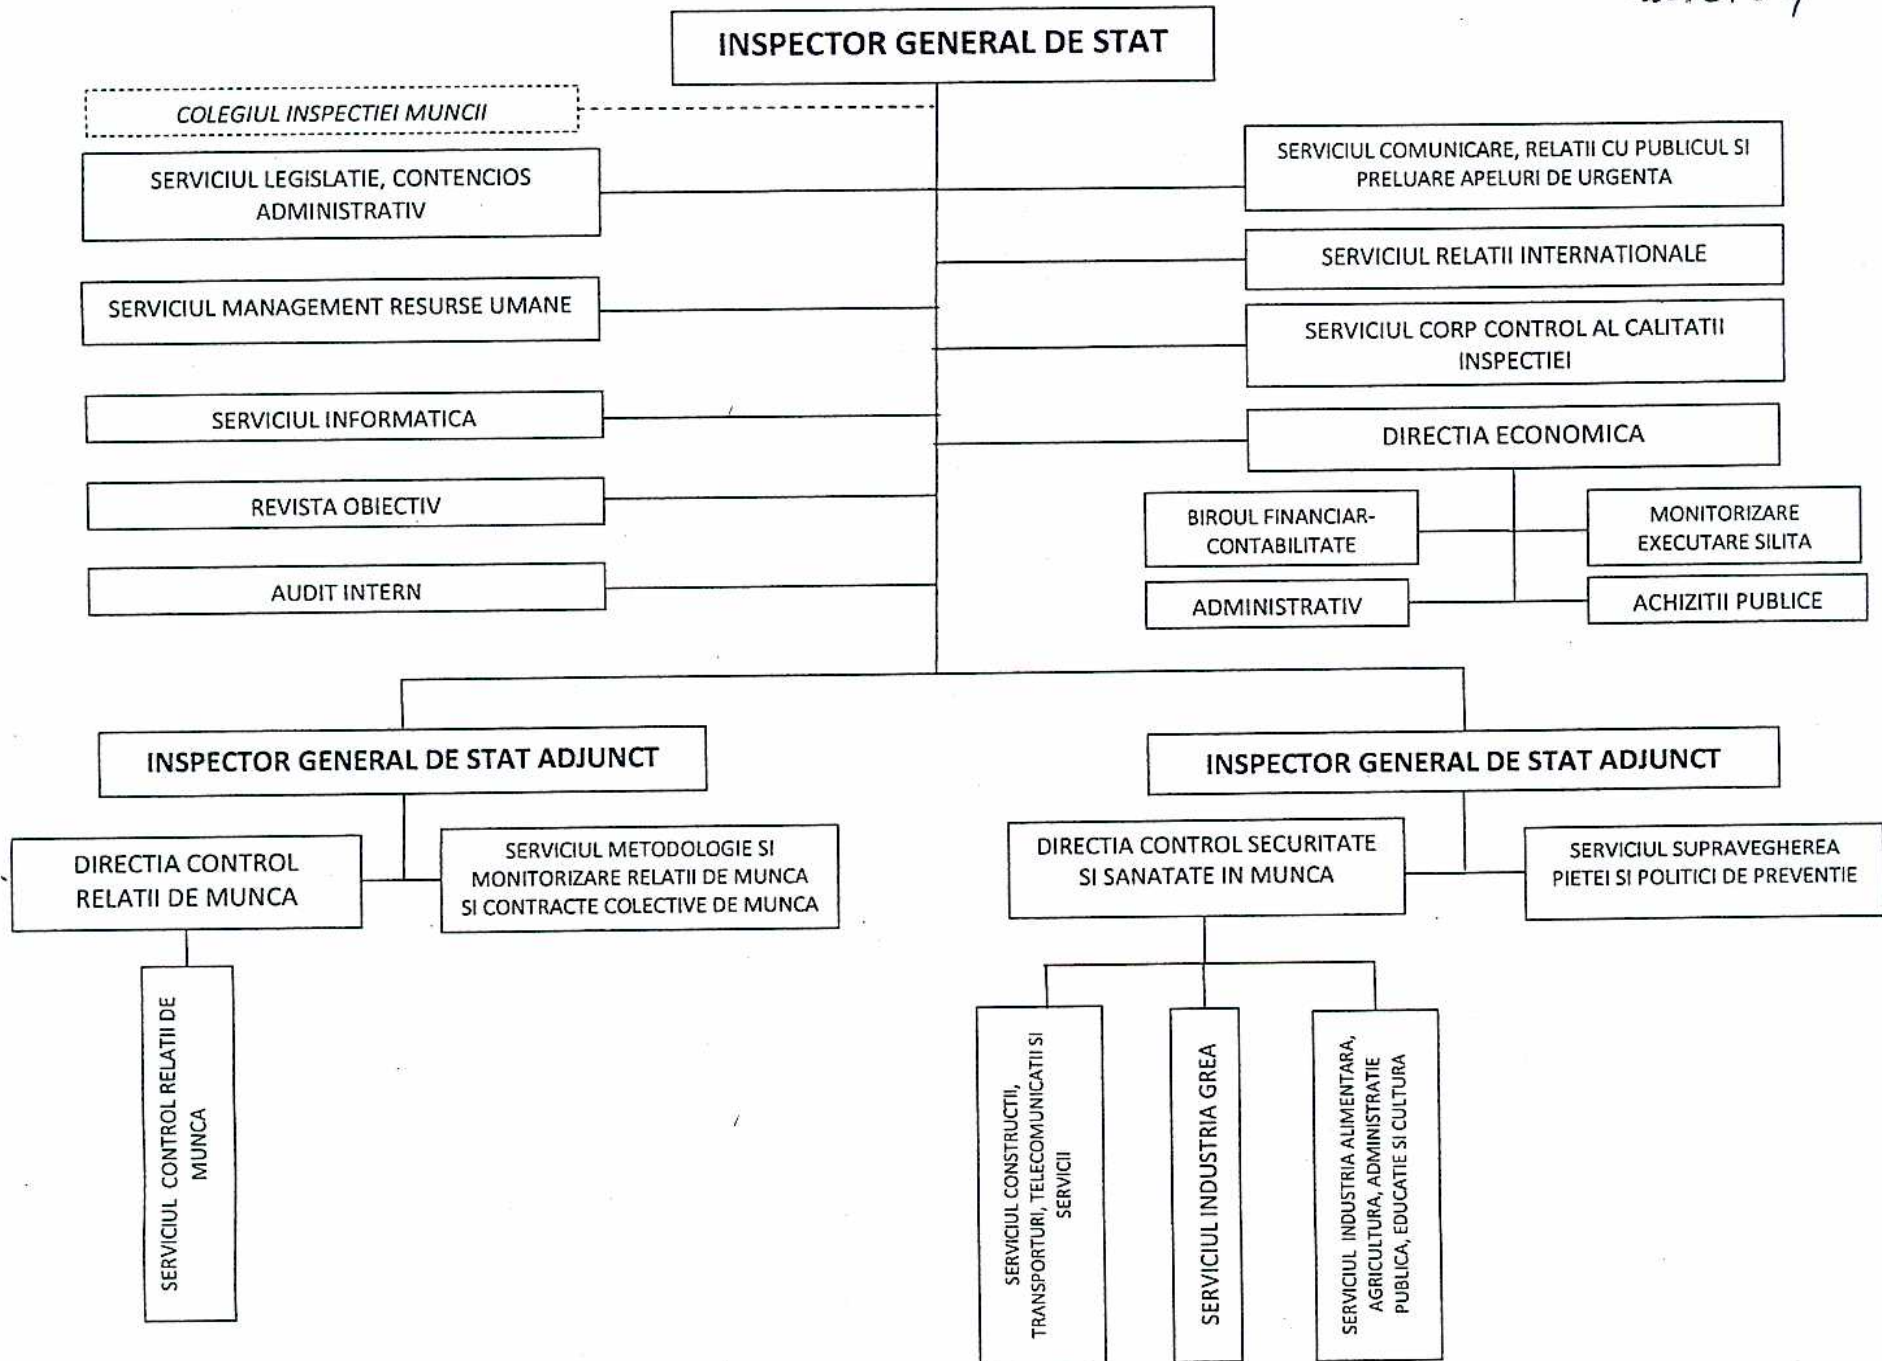 INSPECTOR GENERAL DE STAT
COLEGIUL INSPECTIEI MUNCII
SERVICIUL LEGISLATIE, CONTENCIOS
ADMINISTRATIV
SERVICIUL MANAGEMENT RESURSE UMANE
SERVICIUL INFORMATICA
REVISTA OBIECTIV
AUDIT INTERN
SERVICIUL COMUNICARE, RELATII CU PUBLICUL SI
PRELUARE APELURI DE URGENTA
SERVICIUL RELATII INTERNATIONALE
SERVICIUL CORP CONTROL AL CALITATII
INSPECTIEI
DIRECTIA ECONOMICA
BIROUL FINANCIAR-
CONTABILITATE
MONITORIZARE
EXECUTARE SILITA
ADMINISTRATIV
ACHIZITII PUBLICE
INSPECTOR GENERAL DE STAT ADJUNCT
DIRECTIA CONTROL
RELATII DE MUNCA
SERVICIUL METODOLOGIE SI
MONITORIZARE RELATII DE MUNCA
SI CONTRACTE COLECTIVE DE MUNCA
SERVICIUL CONTROL RELATII DE
MUNCA
INSPECTOR GENERAL DE STAT ADJUNCT
DIRECTIA CONTROL SECURITATE
SI SANATATE IN MUNCA
SERVICIUL SUPRAVEGHEREA
PIETEI SI POLITICI DE PREVENTIE
SERVICIUL CONSTRUCTII,
TRANSPORTURI, TELECOMUNICATII SI
SERVICII
SERVICIUL INDUSTRIA GREA
SERVICIUL INDUSTRIA ALIMENTARA,
AGRICULTURA, ADMINISTRATIE
PUBLICA, EDUCATIE SI CULTURA